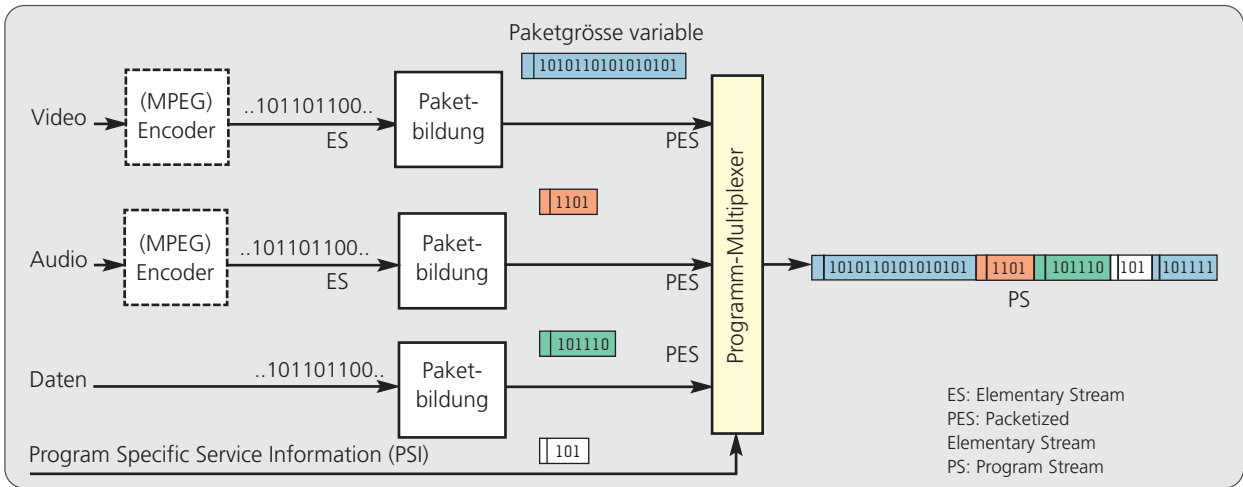 Paketgrösse variable
1010110101010101
Video
(MPEG)
Encoder
..101101100..
ES
Paket-
bildung
PES
1101
Audio
(MPEG)
Encoder
..101101100..
ES
Paket-
bildung
PES
101110
Daten
..101101100..
Paket-
bildung
PES
Program Specific Service Information (PSI)
101
Programm-Multiplexer
1010110101010101 1101 101110 101 101111
PS
ES: Elementary Stream
PES: Packetized
Elementary Stream
PS: Program Stream